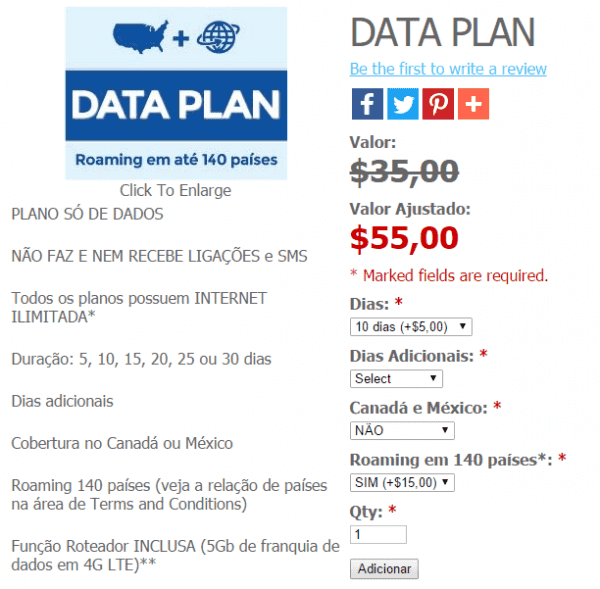 DATA PLAN
Roaming em até 140 países
Click To Enlarge
PLANO SÓ DE DADOS
NÃO FAZ E NEM RECEBE LIGAÇÕES e SMS
Todos os planos possuem INTERNET
ILIMITADA*
Duração: 5, 10, 15, 20, 25 ou 30 dias
Dias adicionais
Cobertura no Canadá ou México
Roaming 140 países (veja a relação de países
na área de Terms and Conditions)
Função Roteador INCLUSA (5Gb de franquia de
dados em 4G LTE)**
DATA PLAN
Be the first to write a review
Valor:
$35,00
Valor Ajustado:
$55,00
* Marked fields are required.
Dias: *
10 dias (+$5,00)
Dias Adicionais: *
Select
Canadá e México: *
NÃO
Roaming em 140 países*: *
SIM (+$15,00)
Qty: *
1
Adicionar